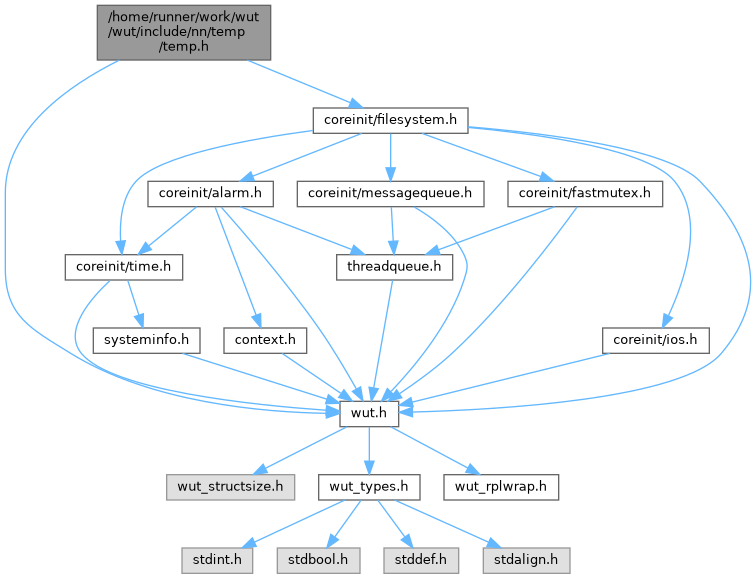 /home/runner/work/wut
/wut/include/nn/temp
/temp.h
coreinit/filesystem.h
coreinit/alarm.h
coreinit/messagequeue.h
coreinit/fastmutex.h
coreinit/time.h
threadqueue.h
systeminfo.h
context.h
coreinit/ios.h
wut.h
wut_structsize.h
wut_types.h
wut_rplwrap.h
stdint.h
stdbool.h
stddef.h
stdalign.h